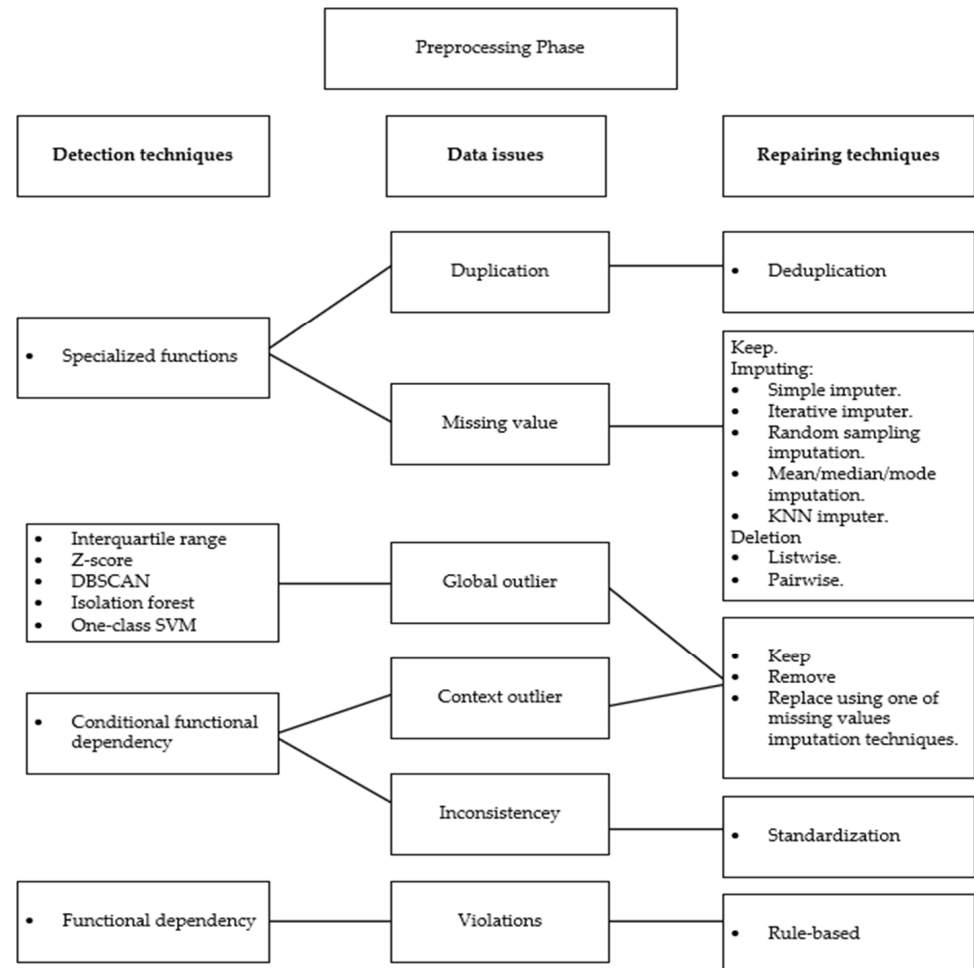 Preprocessing Phase
Detection techniques
Data issues
Repairing techniques
Duplication
• Deduplication
• Specialized functions
Missing value
Keep.
Imputing:
• Simple imputer.
• Iterative imputer.
• Random sampling
imputation.
• Mean/median/mode
imputation.
• KNN imputer.
Deletion
• Listwise.
• Pairwise.
• Interquartile range
• Z-score
• DBSCAN
• Isolation forest
• One-class SVM
Global outlier
• Keep
• Remove
• Replace using one of
missing values
imputation techniques.
• Conditional functional
dependency
Context outlier
Inconsistencey
• Standardization
• Functional dependency
Violations
• Rule-based